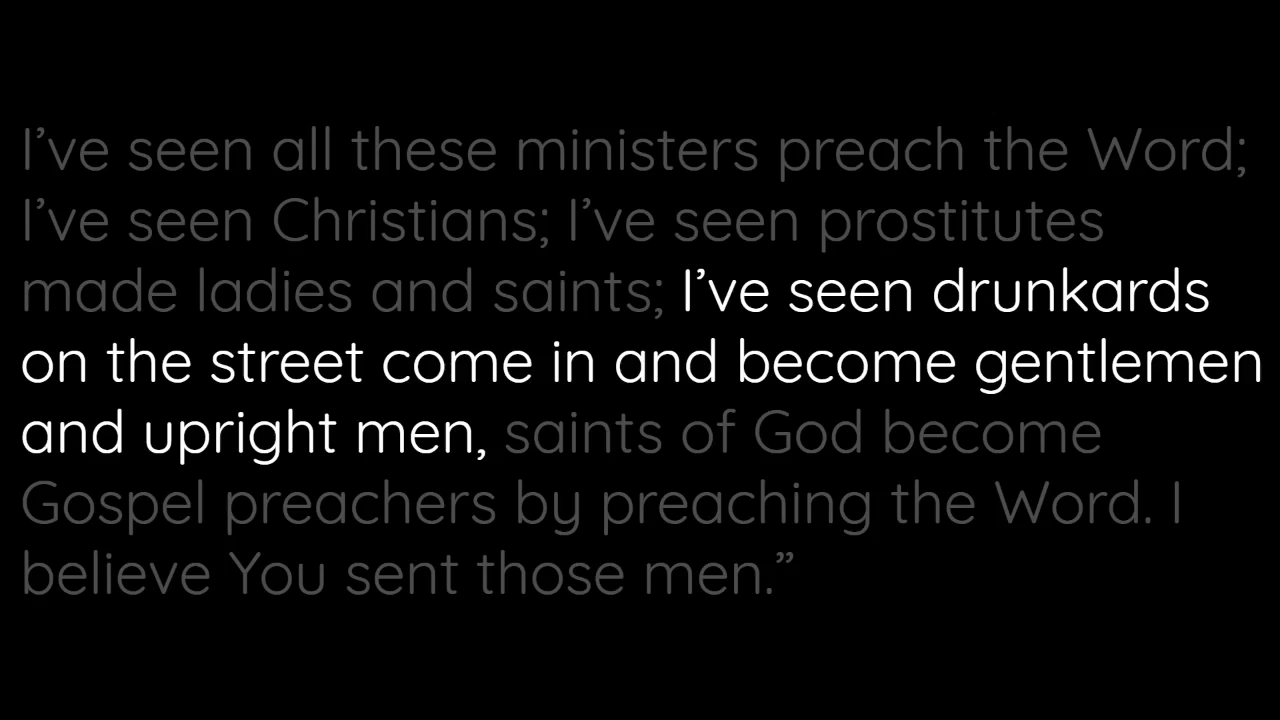 I’ve seen all these ministers preach the Word;
I’ve seen Christians; I’ve seen prostitutes
made ladies and saints; I’ve seen drunkards
on the street come in and become gentlemen
and upright men, saints of God become
Gospel preachers by preaching the Word. I
believe You sent those men.”